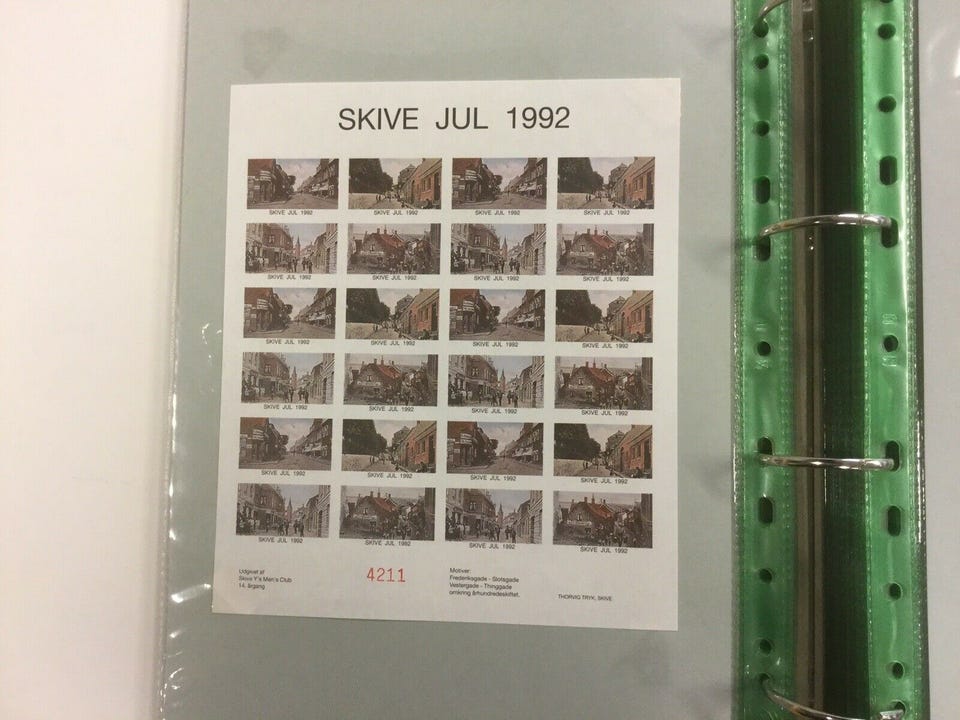 SKIVE JUL 1992
SKIVE JUL 1992 SKIVE JUL 1992 SKIVE JUL 1992 SKIVE JUL 1992
SKIVE JUL 1992 SKIVE JUL 1992 SKIVE JUL 1992 SKIVE JUL 1992
SKIVE JUL 1992 SKIVE JUL 1992 SKIVE JUL 1992 SKIVE JUL 1992
SKIVE JUL 1992 SKIVE JUL 1992 SKIVE JUL 1992 SKIVE JUL 1992
SKIVE JUL 1992 SKIVE JUL 1992 SKIVE JUL 1992 SKIVE JUL 1992
SKIVE JUL 1992 SKIVE JUL 1992 SKIVE JUL 1992 SKIVE JUL 1992
Udgivet af
Skive Y's Men's Club
14. årgang
4211
Motiver:
Frederiksgade - Slotsgade
Vestergade - Thinggade
omkring århundredeskiftet.
THORVIG TRYK, SKIVE